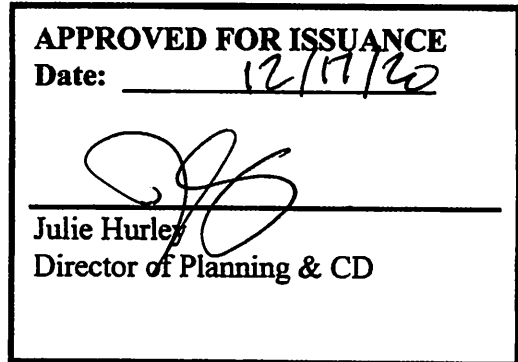 APPROVED FOR ISSUANCE
Date: 12/17/20
Julie Hurley
Director of Planning & CD